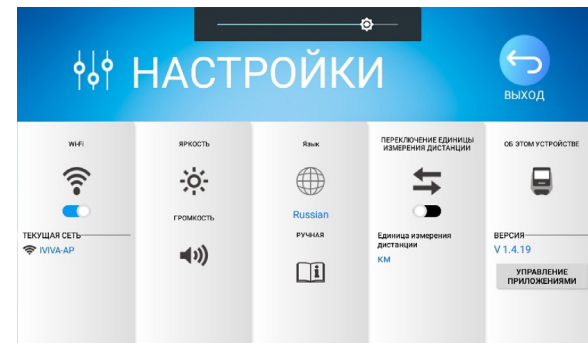 НАСТРОЙКИ
ВЫХОД
Wi-Fi
ТЕКУЩАЯ СЕТЬ
IVIVA-AP
ЯРКОСТЬ
ГРОМКОСТЬ
Язык
Russian
РУЧНАЯ
ПЕРЕКЛЮЧЕНИЕ ЕДИНИЦЫ
ИЗМЕРЕНИЯ ДИСТАНЦИИ
Единица измерения
дистанции
КМ
ОБ ЭТОМ УСТРОЙСТВЕ
ВЕРСИЯ
V 1.4.19
УПРАВЛЕНИЕ
ПРИЛОЖЕНИЯМИ